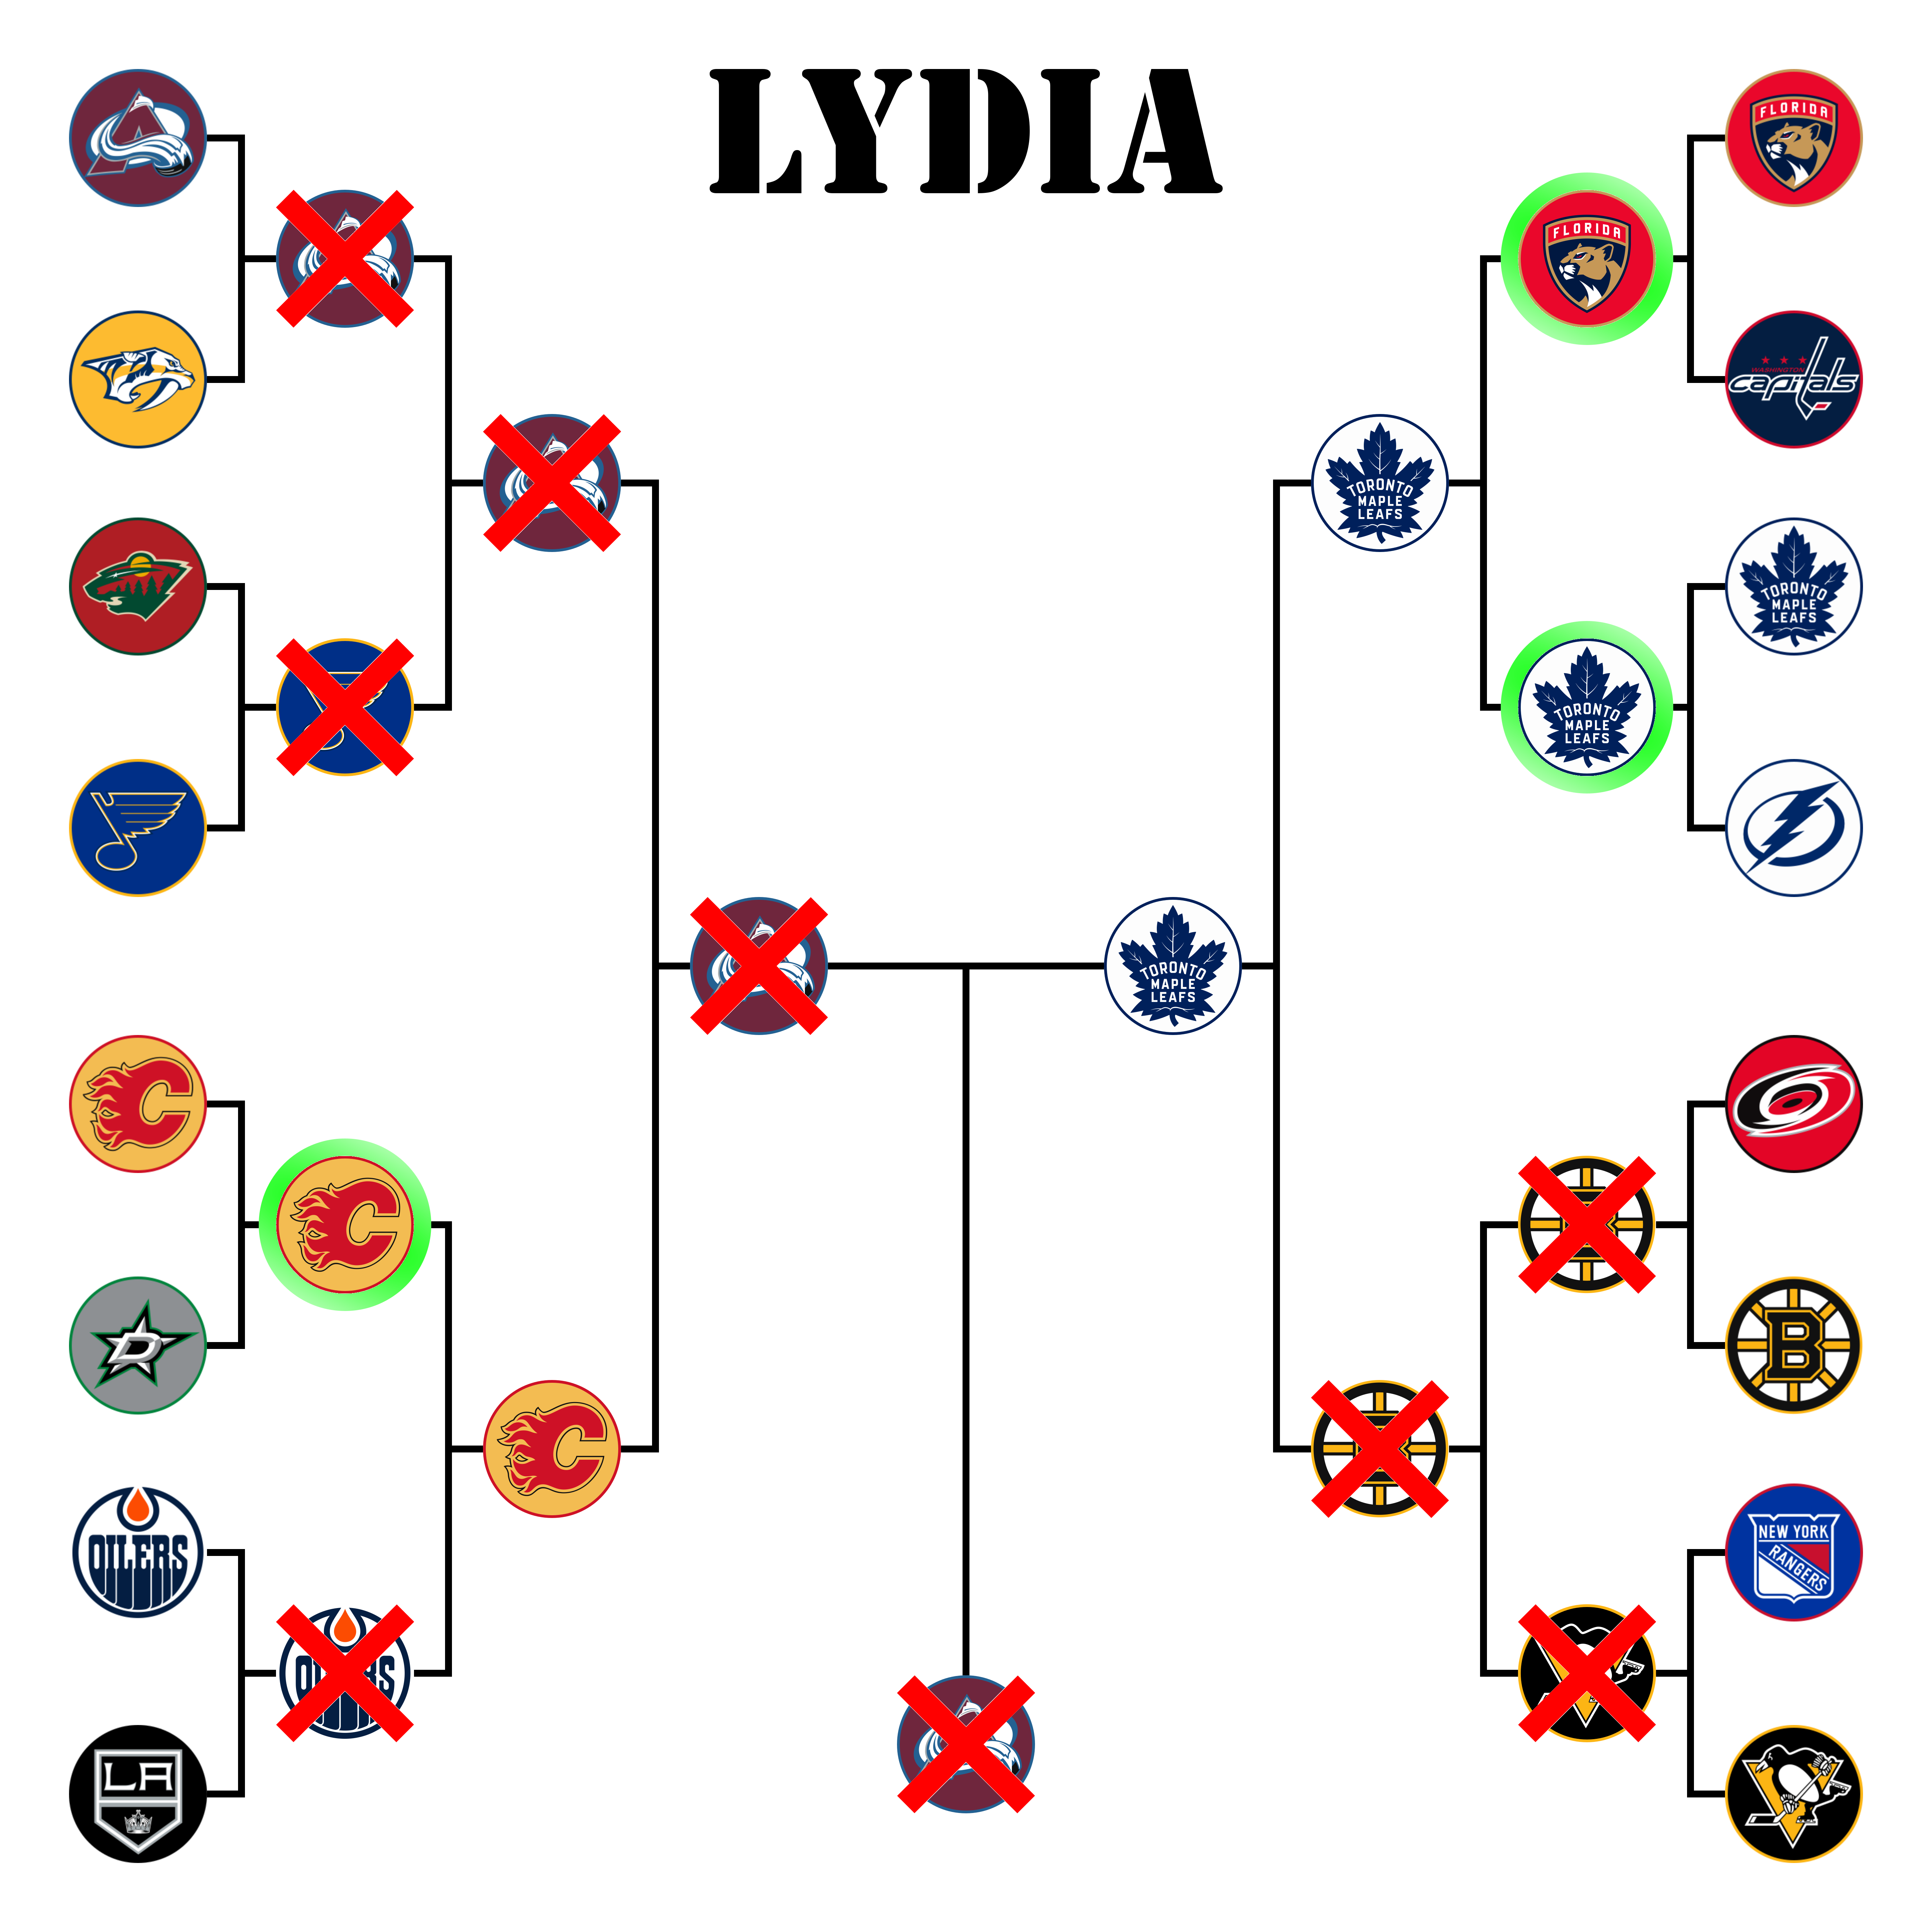 LYDIA
FLORIDA
FLORIDA
WASHINGTON
capitals
TORONTO
MAPLE
LEAFS
TORONTO
MAPLE
LEAFS
TORONTO
MAPLE
LEAFS
TORONTO
MAPLE
LEAFS
C
C
C
D
B
OILERS
NEW YORK
RANGERS
LA